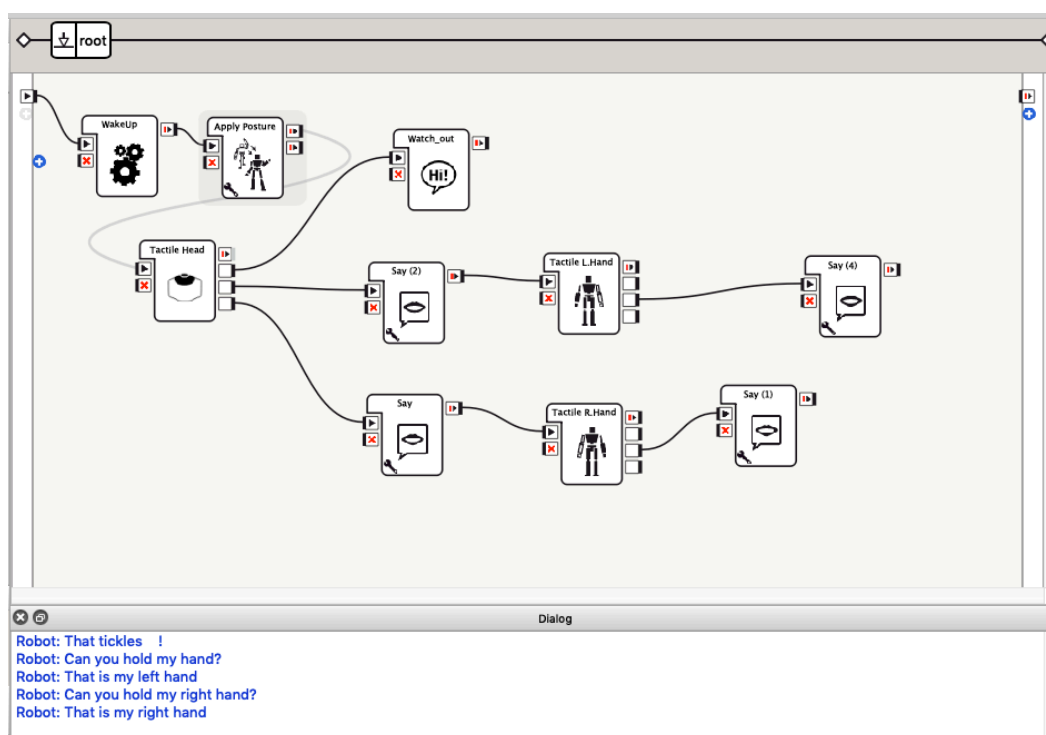 root
WakeUp
Apply Posture
Watch_out
Hi!
Tactile Head
Say (2)
Tactile L.Hand
Say (4)
Say
Tactile R.Hand
Say (1)
Dialog
Robot: That tickles    !
Robot: Can you hold my hand?
Robot: That is my left hand
Robot: Can you hold my right hand?
Robot: That is my right hand